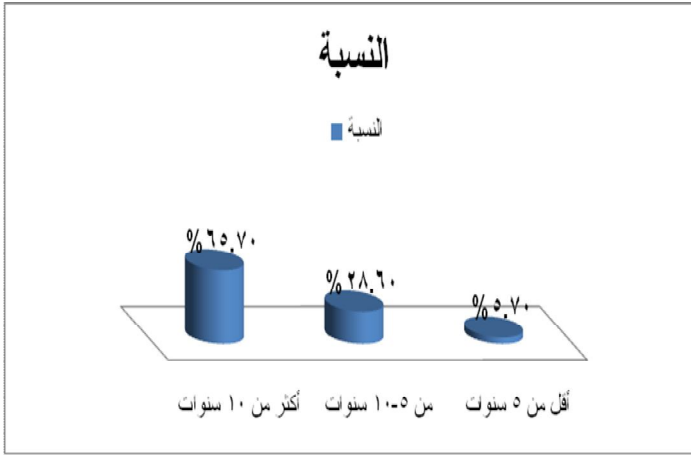 النسبة
النسبة
%٦٥.٧٠
%٢٨.٦٠
%٥.٧٠
أكثر من ١٠ سنوات
من ٥-١٠ سنوات
أقل من ٥ سنوات